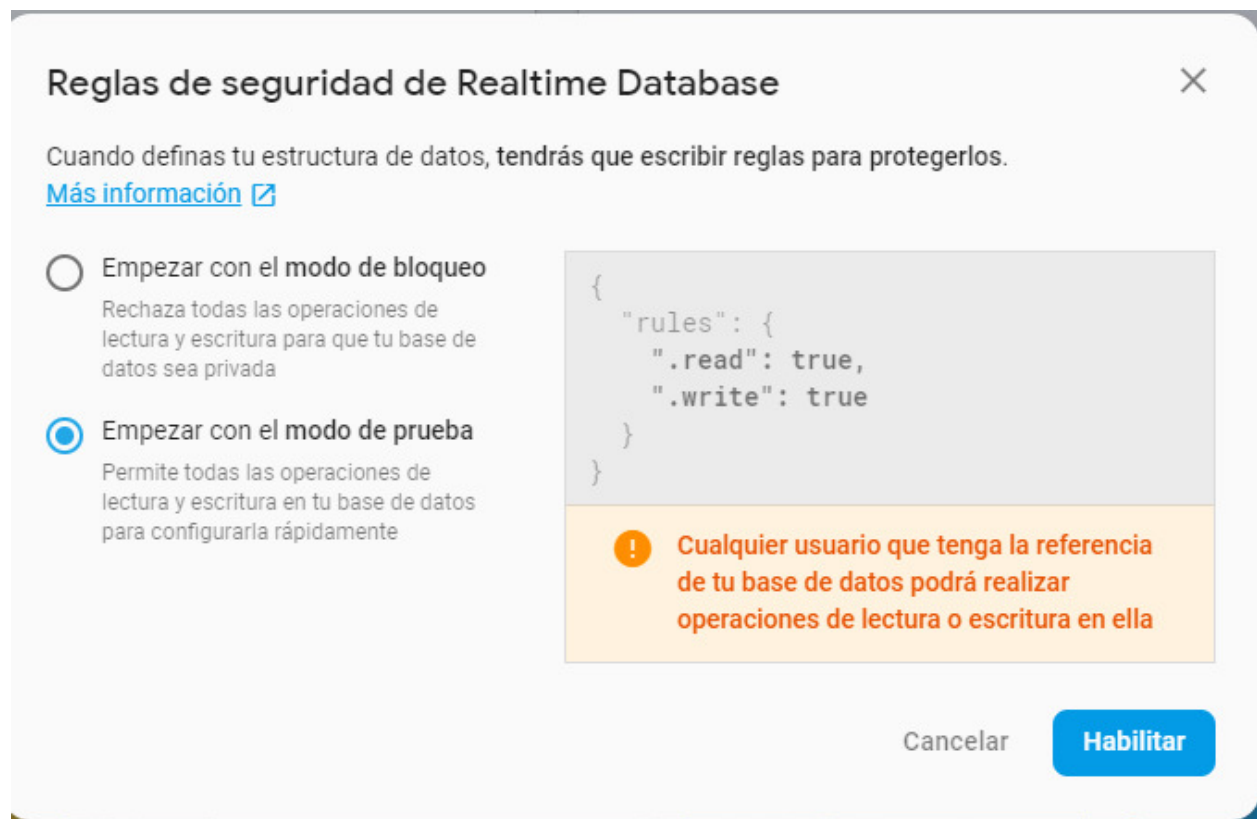 Reglas de seguridad de Realtime Database
Cuando definas tu estructura de datos, tendrás que escribir reglas para protegerlos.
Más información
Empezar con el modo de bloqueo
Rechaza todas las operaciones de
lectura y escritura para que tu base de
datos sea privada
Empezar con el modo de prueba
Permite todas las operaciones de
lectura y escritura en tu base de datos
para configurarla rápidamente
{
"rules": {
".read": true,
".write": true
}
}
Cualquier usuario que tenga la referencia
de tu base de datos podrá realizar
operaciones de lectura o escritura en ella
Cancelar
Habilitar